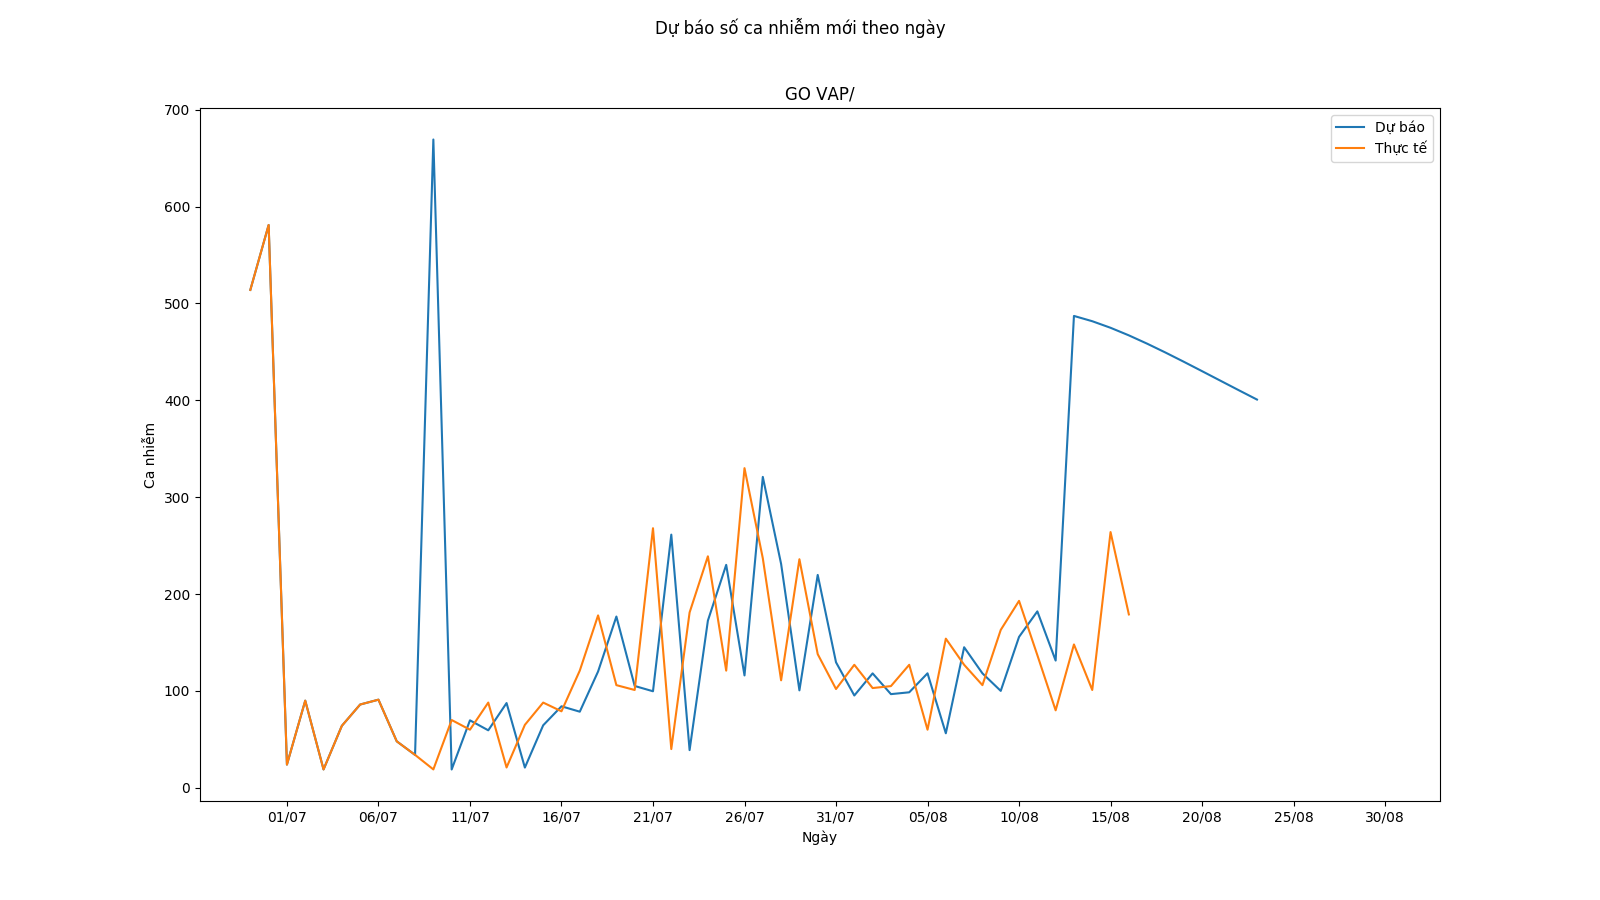 Dự báo số ca nhiễm mới theo ngày
GO VAP/
700
600
500
400
300
200
100
0
Ca nhiễm
Dự báo
Thực tế
01/07 06/07 11/07 16/07 21/07 26/07 31/07 05/08 10/08 15/08 20/08 25/08 30/08
Ngày